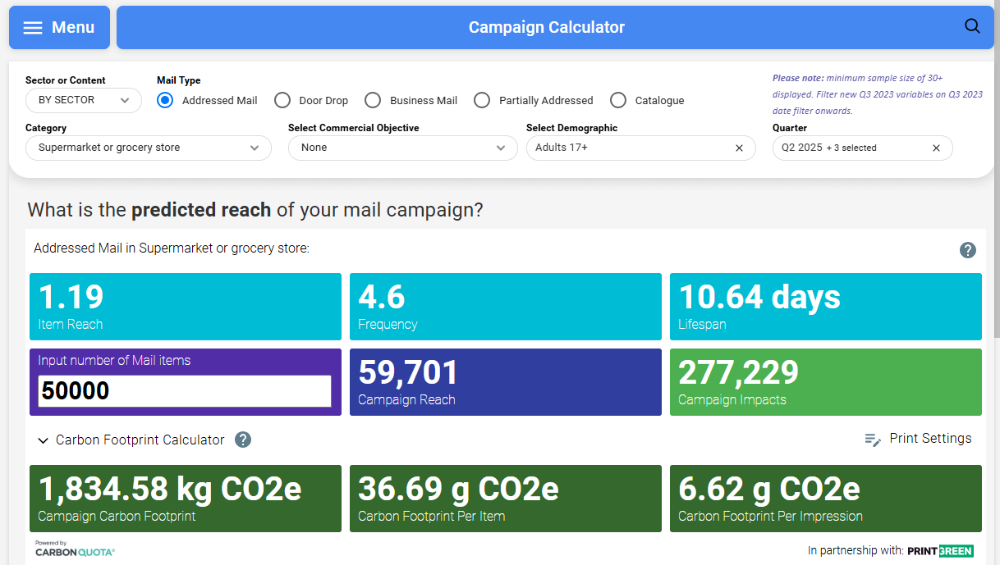 Menu
Campaign Calculator
Sector or Content
BY SECTOR
Mail Type
Addressed Mail
Door Drop
Business Mail
Partially Addressed
Catalogue
Please note: minimum sample size of 30+
displayed. Filter new Q3 2023 variables on Q3 2023
date filter onwards.
Category
Supermarket or grocery store
Select Commercial Objective
None
Select Demographic
Adults 17+
Quarter
Q2 2025 + 3 selected
What is the predicted reach of your mail campaign?
Addressed Mail in Supermarket or grocery store:
?
1.19
Item Reach
4.6
Frequency
10.64 days
Lifespan
Input number of Mail items
50000
59,701
Campaign Reach
277,229
Campaign Impacts
Carbon Footprint Calculator ?
Print Settings
1,834.58 kg CO2e
Campaign Carbon Footprint
36.69 g CO2e
Carbon Footprint Per Item
6.62 g CO2e
Carbon Footprint Per Impression
Powered by
CARBON QUOTA®
In partnership with: PRINT GREEN